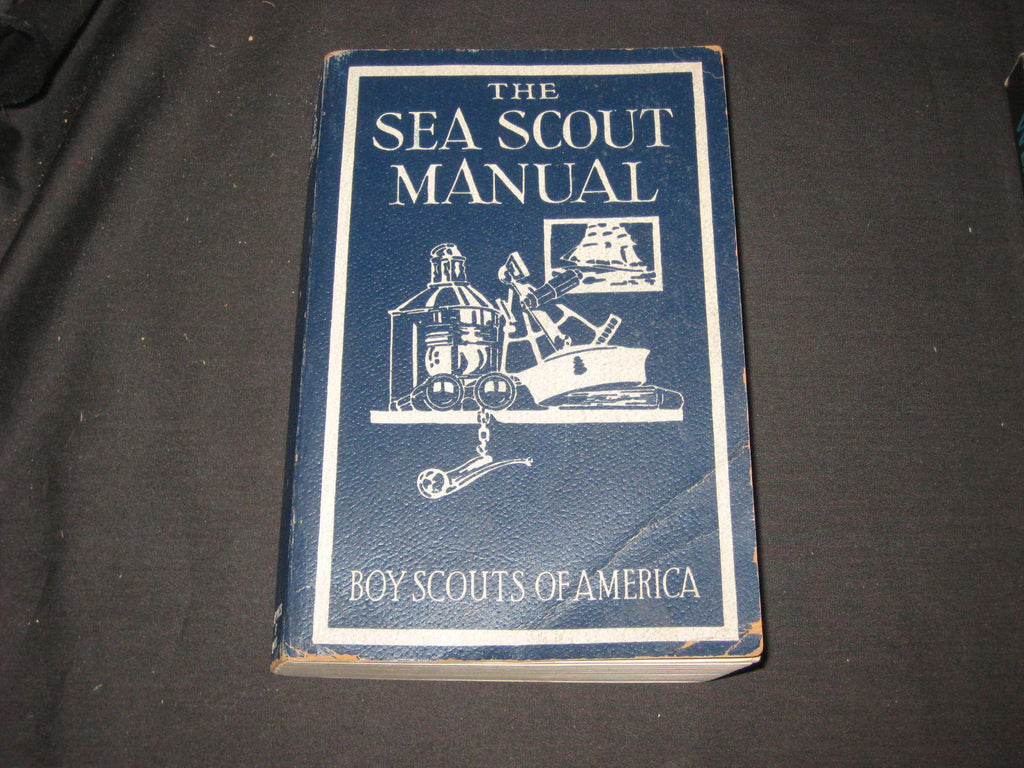 THE
SEA SCOUT
MANUAL
BOY SCOUTS OF AMERICA